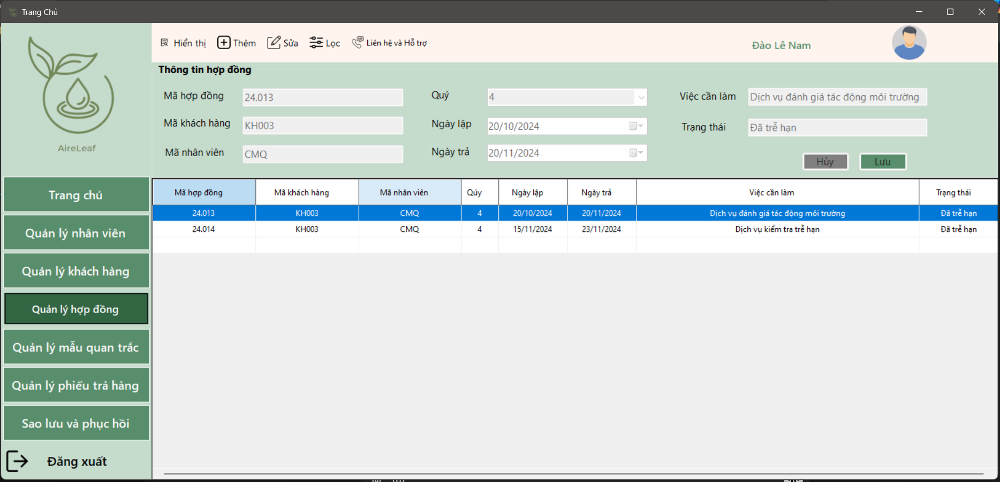 Trang Chủ
AireLeaf
Trang chủ
Quản lý nhân viên
Quản lý khách hàng
Quản lý hợp đồng
Quản lý mẫu quan trắc
Quản lý phiếu trả hàng
Sao lưu và phục hồi
Đăng xuất
Hiển thị Thêm Sửa Lọc Liên hệ và Hỗ trợ Đào Lê Nam
Thông tin hợp đồng
Mã hợp đồng 24.013 Quý 4 Việc cần làm Dịch vụ đánh giá tác động môi trường
Mã khách hàng KH003 Ngày lập 20/10/2024 Trạng thái Đã trễ hạn
Mã nhân viên CMQ Ngày trả 20/11/2024
Hủy Lưu
Mã hợp đồng Mã khách hàng Mã nhân viên Qúy Ngày lập Ngày trả Việc cần làm Trạng thái
24.013 KH003 CMQ 4 20/10/2024 20/11/2024 Dịch vụ đánh giá tác động môi trường Đã trễ hạn
24.014 KH003 CMQ 4 15/11/2024 23/11/2024 Dịch vụ kiểm tra trễ hạn Đã trễ hạn